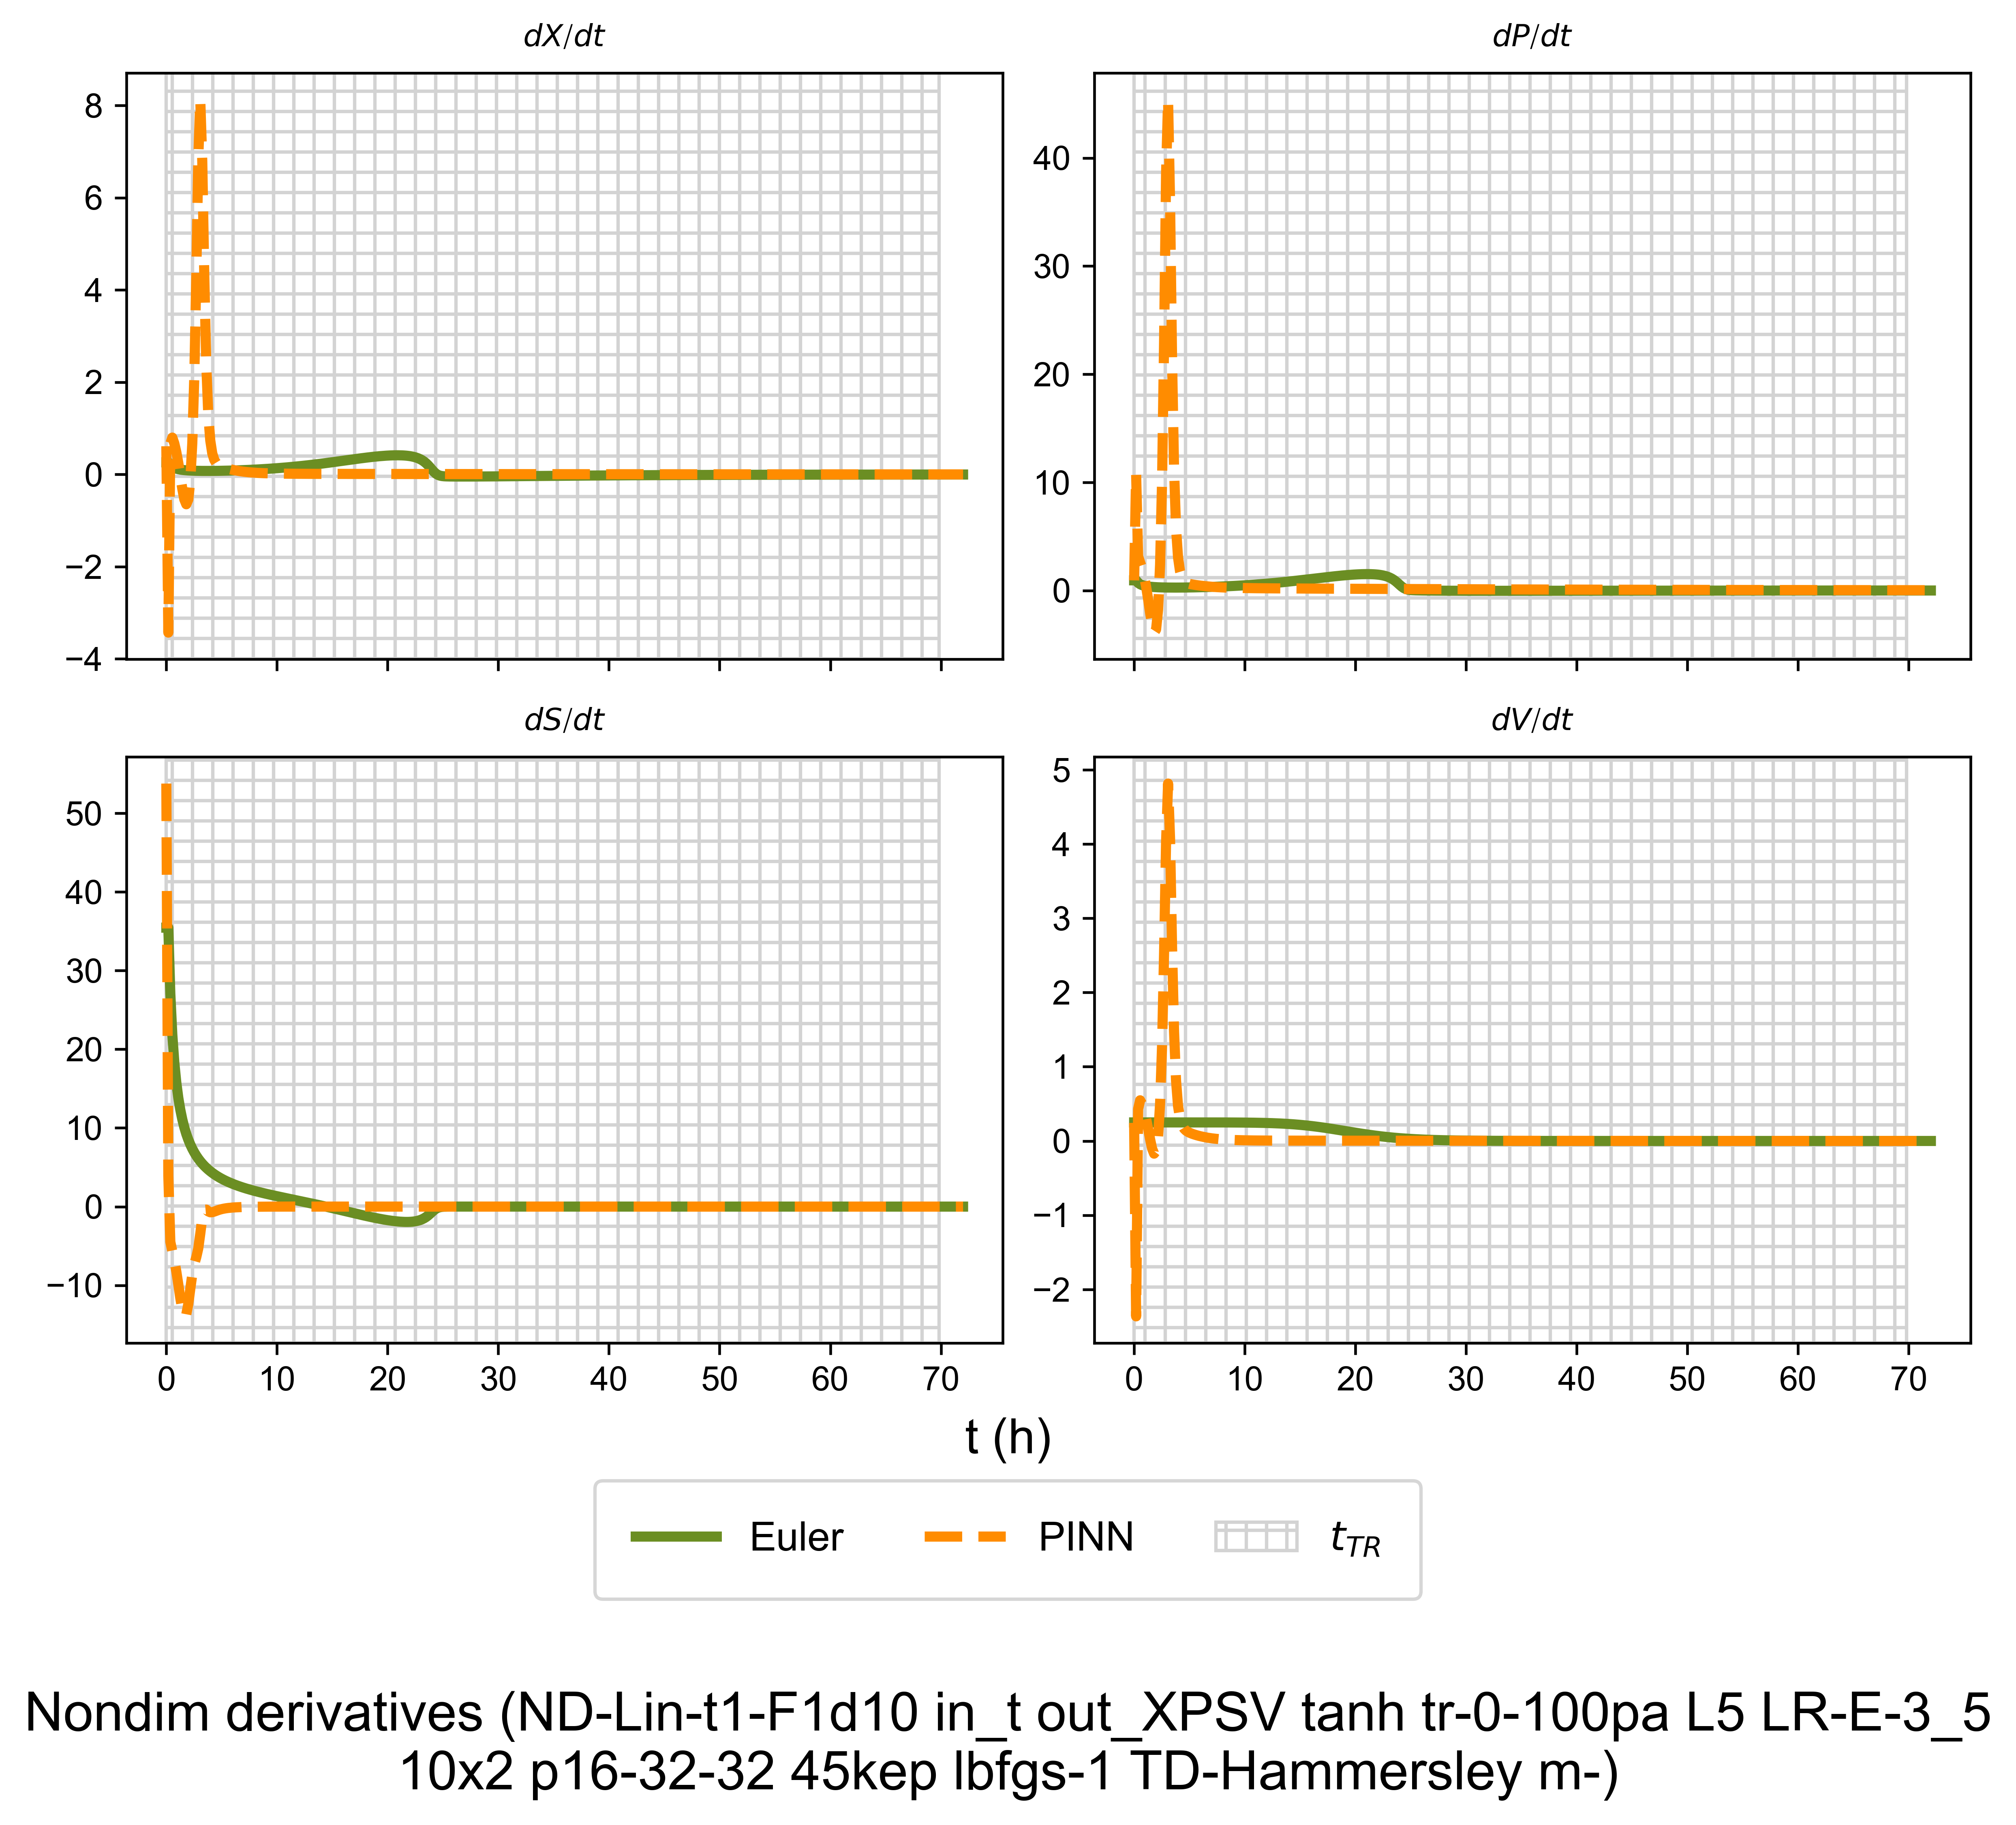 dX/dt
dP/dt
8
6
4
2
0
−2
−4
40
30
20
10
0
dS/dt
dV/dt
50
40
30
20
10
0
−10
5
4
3
2
1
0
−1
−2
0 10 20 30 40 50 60 70
0 10 20 30 40 50 60 70
t (h)
Euler PINN t_{TR}
Nondim derivatives (ND-Lin-t1-F1d10 in_t out_XPSV tanh tr-0-100pa L5 LR-E-3_5
10x2 p16-32-32 45kep lbfgs-1 TD-Hammersley m-)